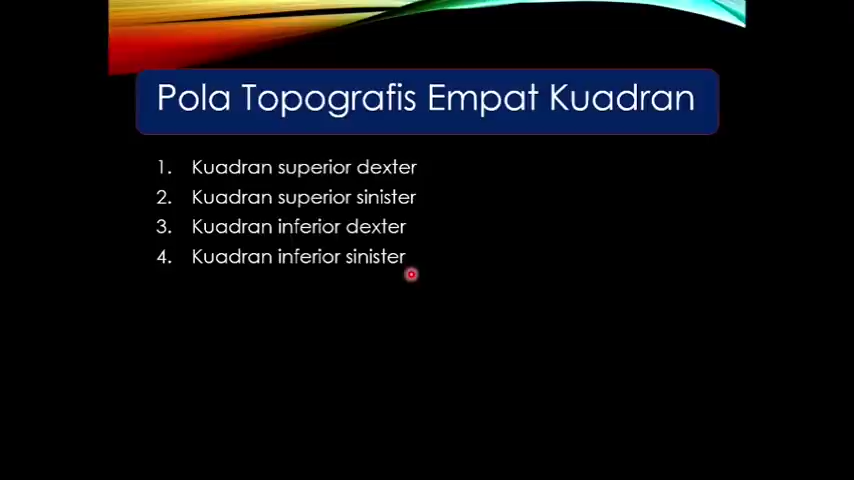 Pola Topografis Empat Kuadran
1. Kuadran superior dexter
2. Kuadran superior sinister
3. Kuadran inferior dexter
4. Kuadran inferior sinister